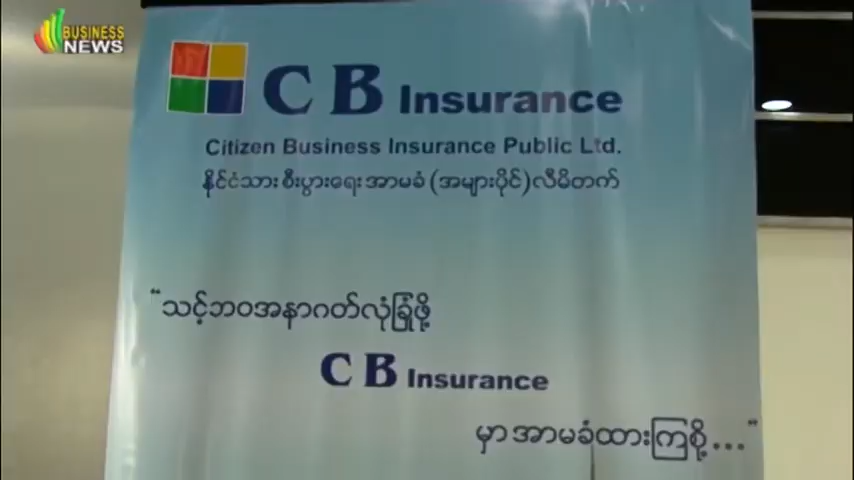 BUSINESS
NEWS
CB Insurance
Citizen Business Insurance Public Ltd.
နိုင်ငံသားစီးပွားရေးအာမခံ(အများပိုင်)လီမိတက်
“သင့်ဘဝအနာဂတ်လုံခြုံဖို့
CB Insurance
မှာအာမခံထားကြစို့...”